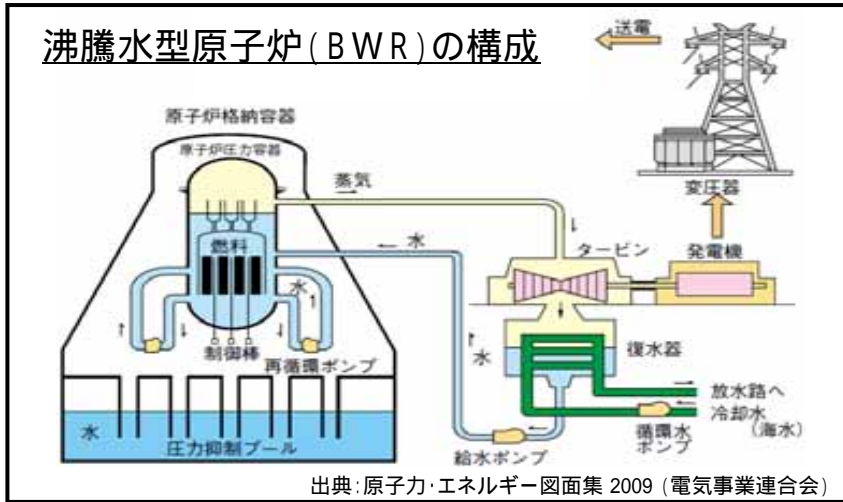 沸騰水型原子炉(BWR)の構成
送電
原子炉格納容器
原子炉圧力容器
蒸気
変圧器
水
燃料
タービン
発電機
水
制御棒
再循環ポンプ
水
復水器
放水路へ
冷却水
(海水)
循環水
ポンプ
水
圧力抑制プール
給水ポンプ
出典:原子力・エネルギー図面集 2009 (電気事業連合会)